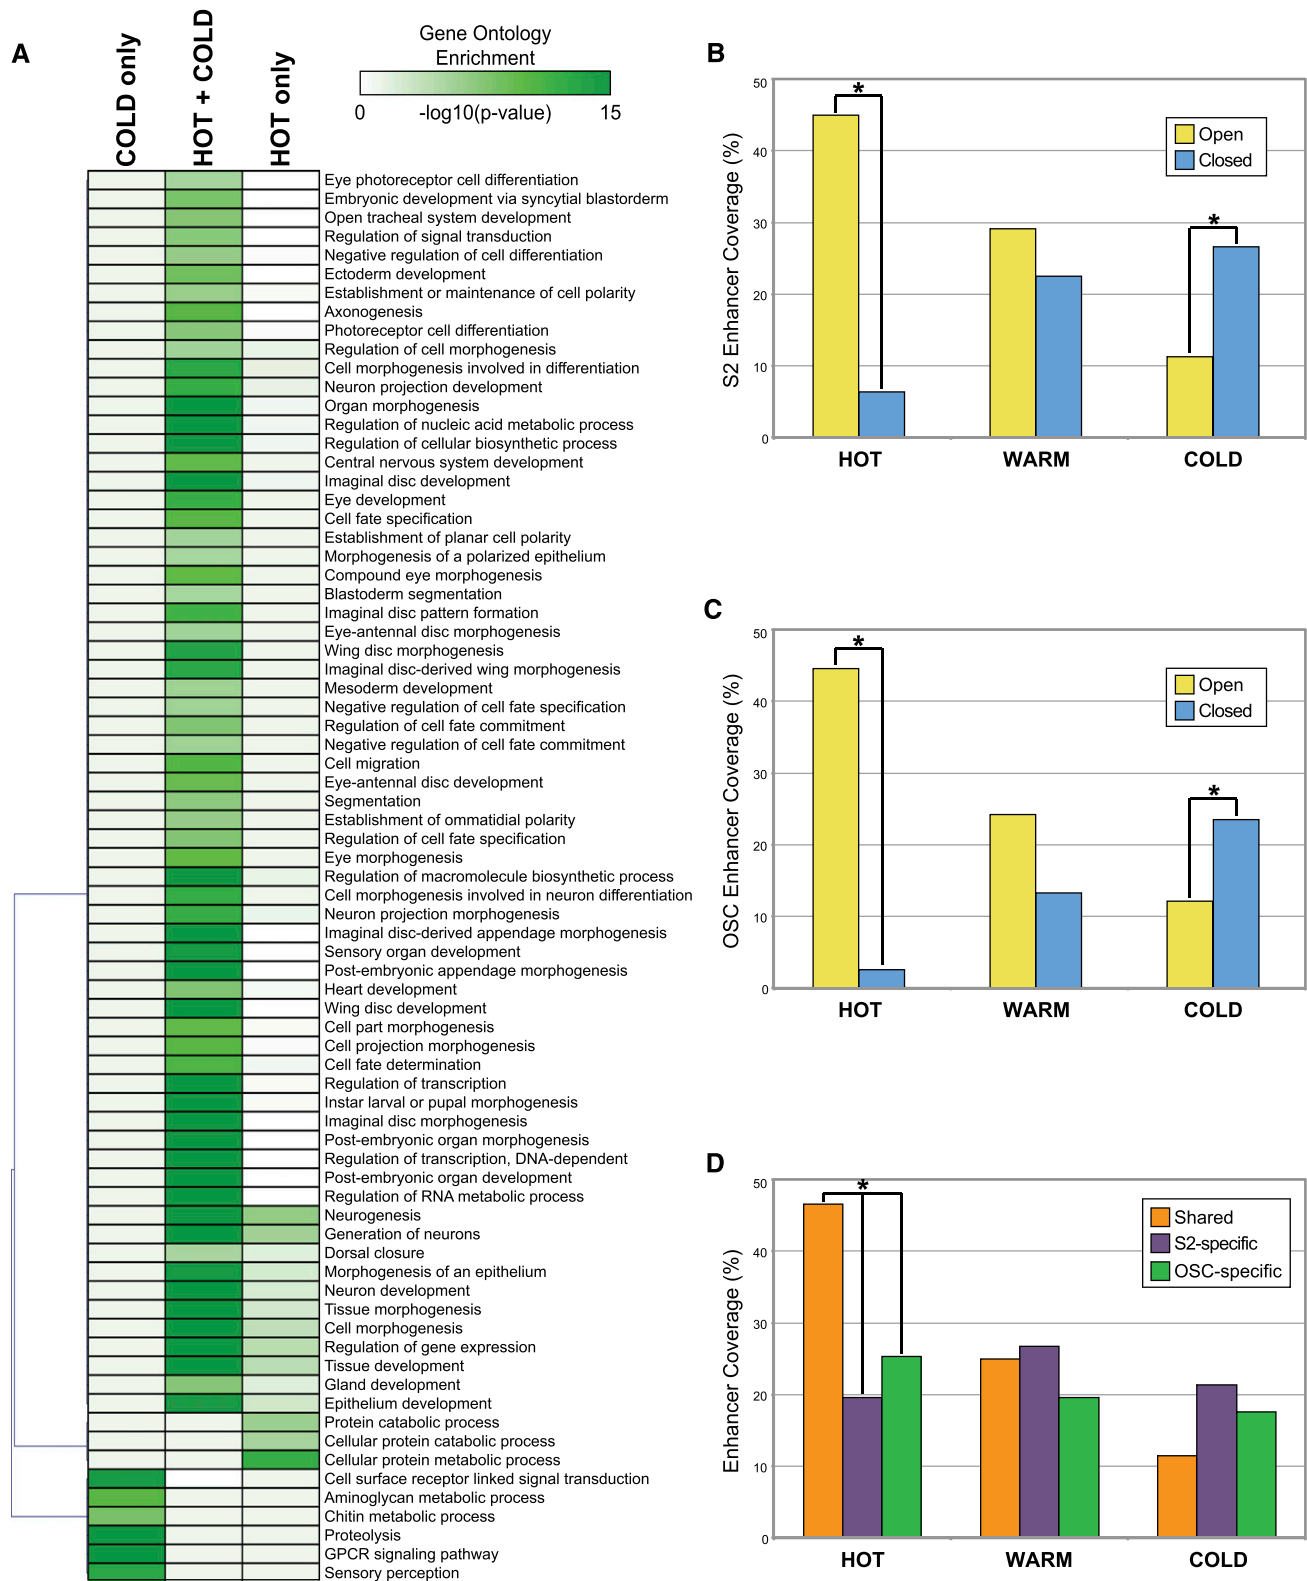 A
COLD only
HOT + COLD
HOT only
Gene Ontology
Enrichment
0
-log10(p-value)
15
Eye photoreceptor cell differentiation
Embryonic development via syncytial blastorderm
Open tracheal system development
Regulation of signal transduction
Negative regulation of cell differentiation
Ectoderm development
Establishment or maintenance of cell polarity
Axonogenesis
Photoreceptor cell differentiation
Regulation of cell morphogenesis
Cell morphogenesis involved in differentiation
Neuron projection development
Organ morphogenesis
Regulation of nucleic acid metabolic process
Regulation of cellular biosynthetic process
Central nervous system development
Imaginal disc development
Eye development
Cell fate specification
Establishment of planar cell polarity
Morphogenesis of a polarized epithelium
Compound eye morphogenesis
Blastoderm segmentation
Imaginal disc pattern formation
Eye-antennal disc morphogenesis
Wing disc morphogenesis
Imaginal disc-derived wing morphogenesis
Mesoderm development
Negative regulation of cell fate specification
Regulation of cell fate commitment
Negative regulation of cell fate commitment
Cell migration
Eye-antennal disc development
Segmentation
Establishment of ommatidial polarity
Regulation of cell fate specification
Eye morphogenesis
Regulation of macromolecule biosynthetic process
Cell morphogenesis involved in neuron differentiation
Neuron projection morphogenesis
Imaginal disc-derived appendage morphogenesis
Sensory organ development
Post-embryonic appendage morphogenesis
Heart development
Wing disc development
Cell part morphogenesis
Cell projection morphogenesis
Cell fate determination
Regulation of transcription
Instar larval or pupal morphogenesis
Imaginal disc morphogenesis
Post-embryonic organ morphogenesis
Regulation of transcription, DNA-dependent
Post-embryonic organ development
Regulation of RNA metabolic process
Neurogenesis
Generation of neurons
Dorsal closure
Morphogenesis of an epithelium
Neuron development
Tissue morphogenesis
Cell morphogenesis
Regulation of gene expression
Tissue development
Gland development
Epithelium development
Protein catabolic process
Cellular protein catabolic process
Cellular protein metabolic process
Cell surface receptor linked signal transduction
Aminoglycan metabolic process
Chitin metabolic process
Proteolysis
GPCR signaling pathway
Sensory perception
B
S2 Enhancer Coverage (%)
50
40
30
20
10
0
*
*
Open
Closed
HOT
WARM
COLD
C
OSC Enhancer Coverage (%)
50
40
30
20
10
0
*
*
Open
Closed
HOT
WARM
COLD
D
Enhancer Coverage (%)
50
40
30
20
10
0
*
Shared
S2-specific
OSC-specific
HOT
WARM
COLD